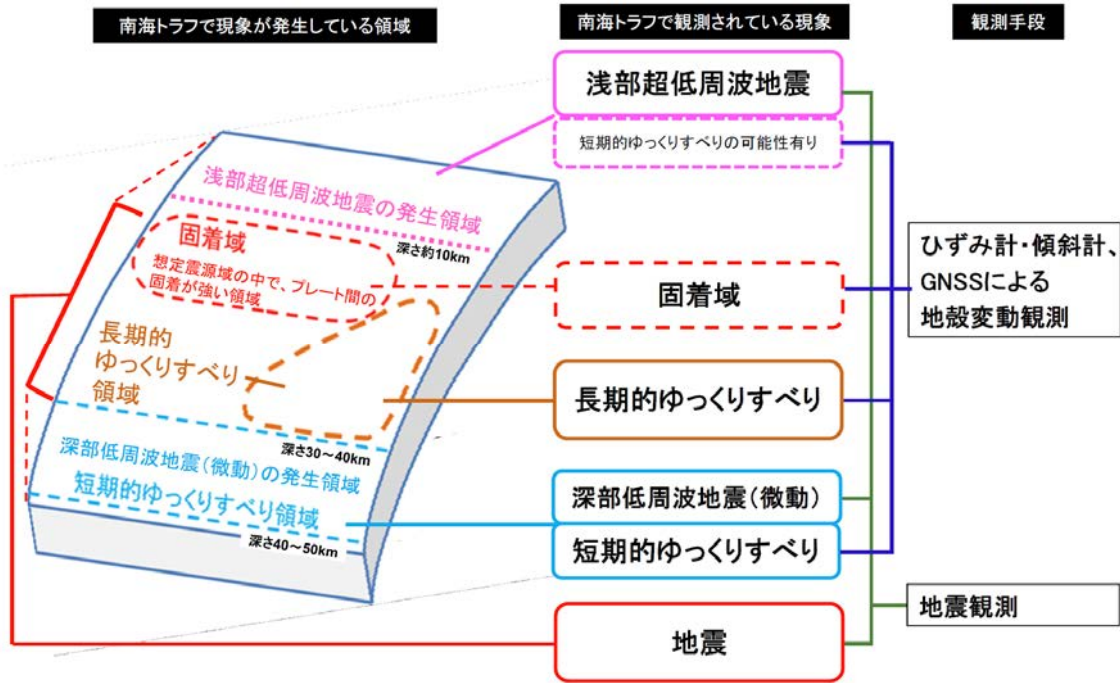 南海トラフで現象が発生している領域
南海トラフで観測されている現象
観測手段
浅部超低周波地震の発生領域
深さ約10km
固着域
想定震源域の中で、プレート間の
固着が強い領域
長期的
ゆっくりすべり
領域
深さ30～40km
深部低周波地震(微動)の発生領域
短期的ゆっくりすべり領域
深さ40～50km
浅部超低周波地震
短期的ゆっくりすべりの可能性有り
固着域
長期的ゆっくりすべり
深部低周波地震(微動)
短期的ゆっくりすべり
地震
ひずみ計・傾斜計、
GNSSによる
地殻変動観測
地震観測